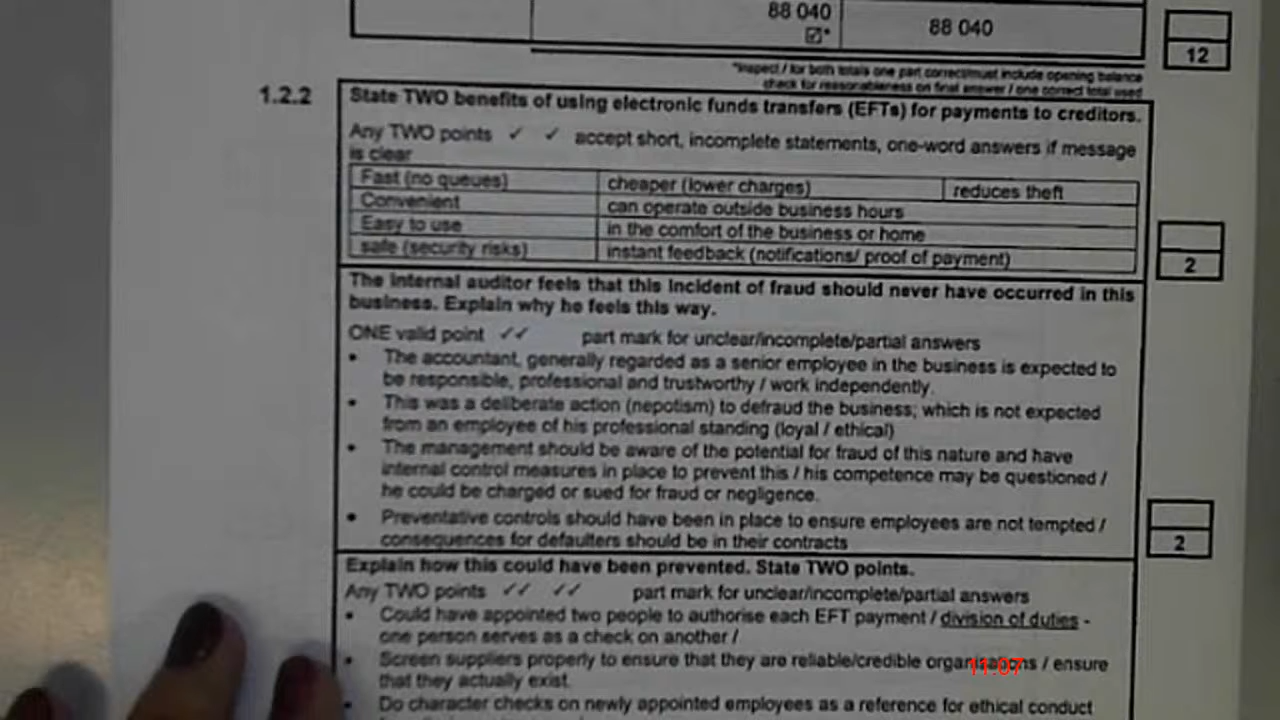 88 040
☑*
88 040
12
*Inspect / for both totals one part correct/must include opening balance
check for reasonableness on final answer / one correct total used
1.2.2
State TWO benefits of using electronic funds transfers (EFTs) for payments to creditors.
Any TWO points ✓ ✓ accept short, incomplete statements, one-word answers if message
is clear
Fast (no queues) cheaper (lower charges) reduces theft
Convenient can operate outside business hours
Easy to use in the comfort of the business or home
safe (security risks) instant feedback (notifications/ proof of payment)
2
The internal auditor feels that this incident of fraud should never have occurred in this
business. Explain why he feels this way.
ONE valid point ✓✓ part mark for unclear/incomplete/partial answers
• The accountant, generally regarded as a senior employee in the business is expected to
be responsible, professional and trustworthy / work independently.
• This was a deliberate action (nepotism) to defraud the business; which is not expected
from an employee of his professional standing (loyal / ethical)
• The management should be aware of the potential for fraud of this nature and have
internal control measures in place to prevent this / his competence may be questioned /
he could be charged or sued for fraud or negligence.
• Preventative controls should have been in place to ensure employees are not tempted /
consequences for defaulters should be in their contracts
2
Explain how this could have been prevented. State TWO points.
Any TWO points ✓✓ ✓✓ part mark for unclear/incomplete/partial answers
• Could have appointed two people to authorise each EFT payment / division of duties -
one person serves as a check on another /
• Screen suppliers properly to ensure that they are reliable/credible organisations / ensure
that they actually exist.
11:07
• Do character checks on newly appointed employees as a reference for ethical conduct